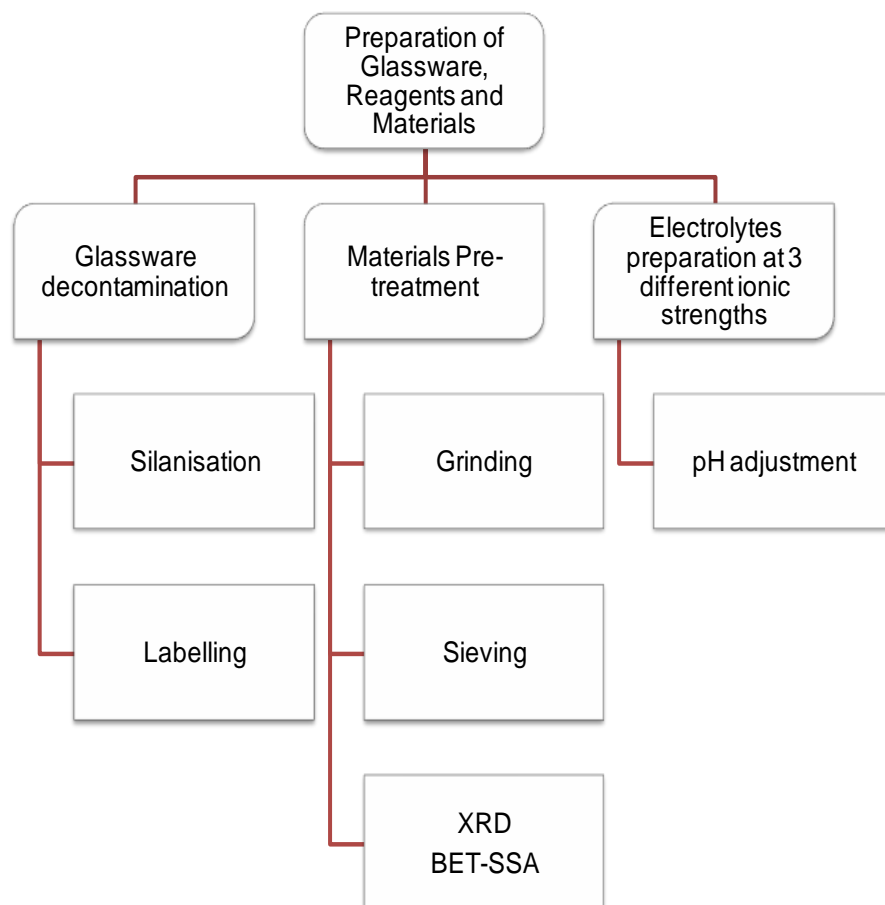 Preparation of
Glassware,
Reagents and
Materials
Glassware
decontamination
Materials Pre-
treatment
Electrolytes
preparation at 3
different ionic
strengths
Silanisation
Grinding
pH adjustment
Labelling
Sieving
XRD
BET-SSA